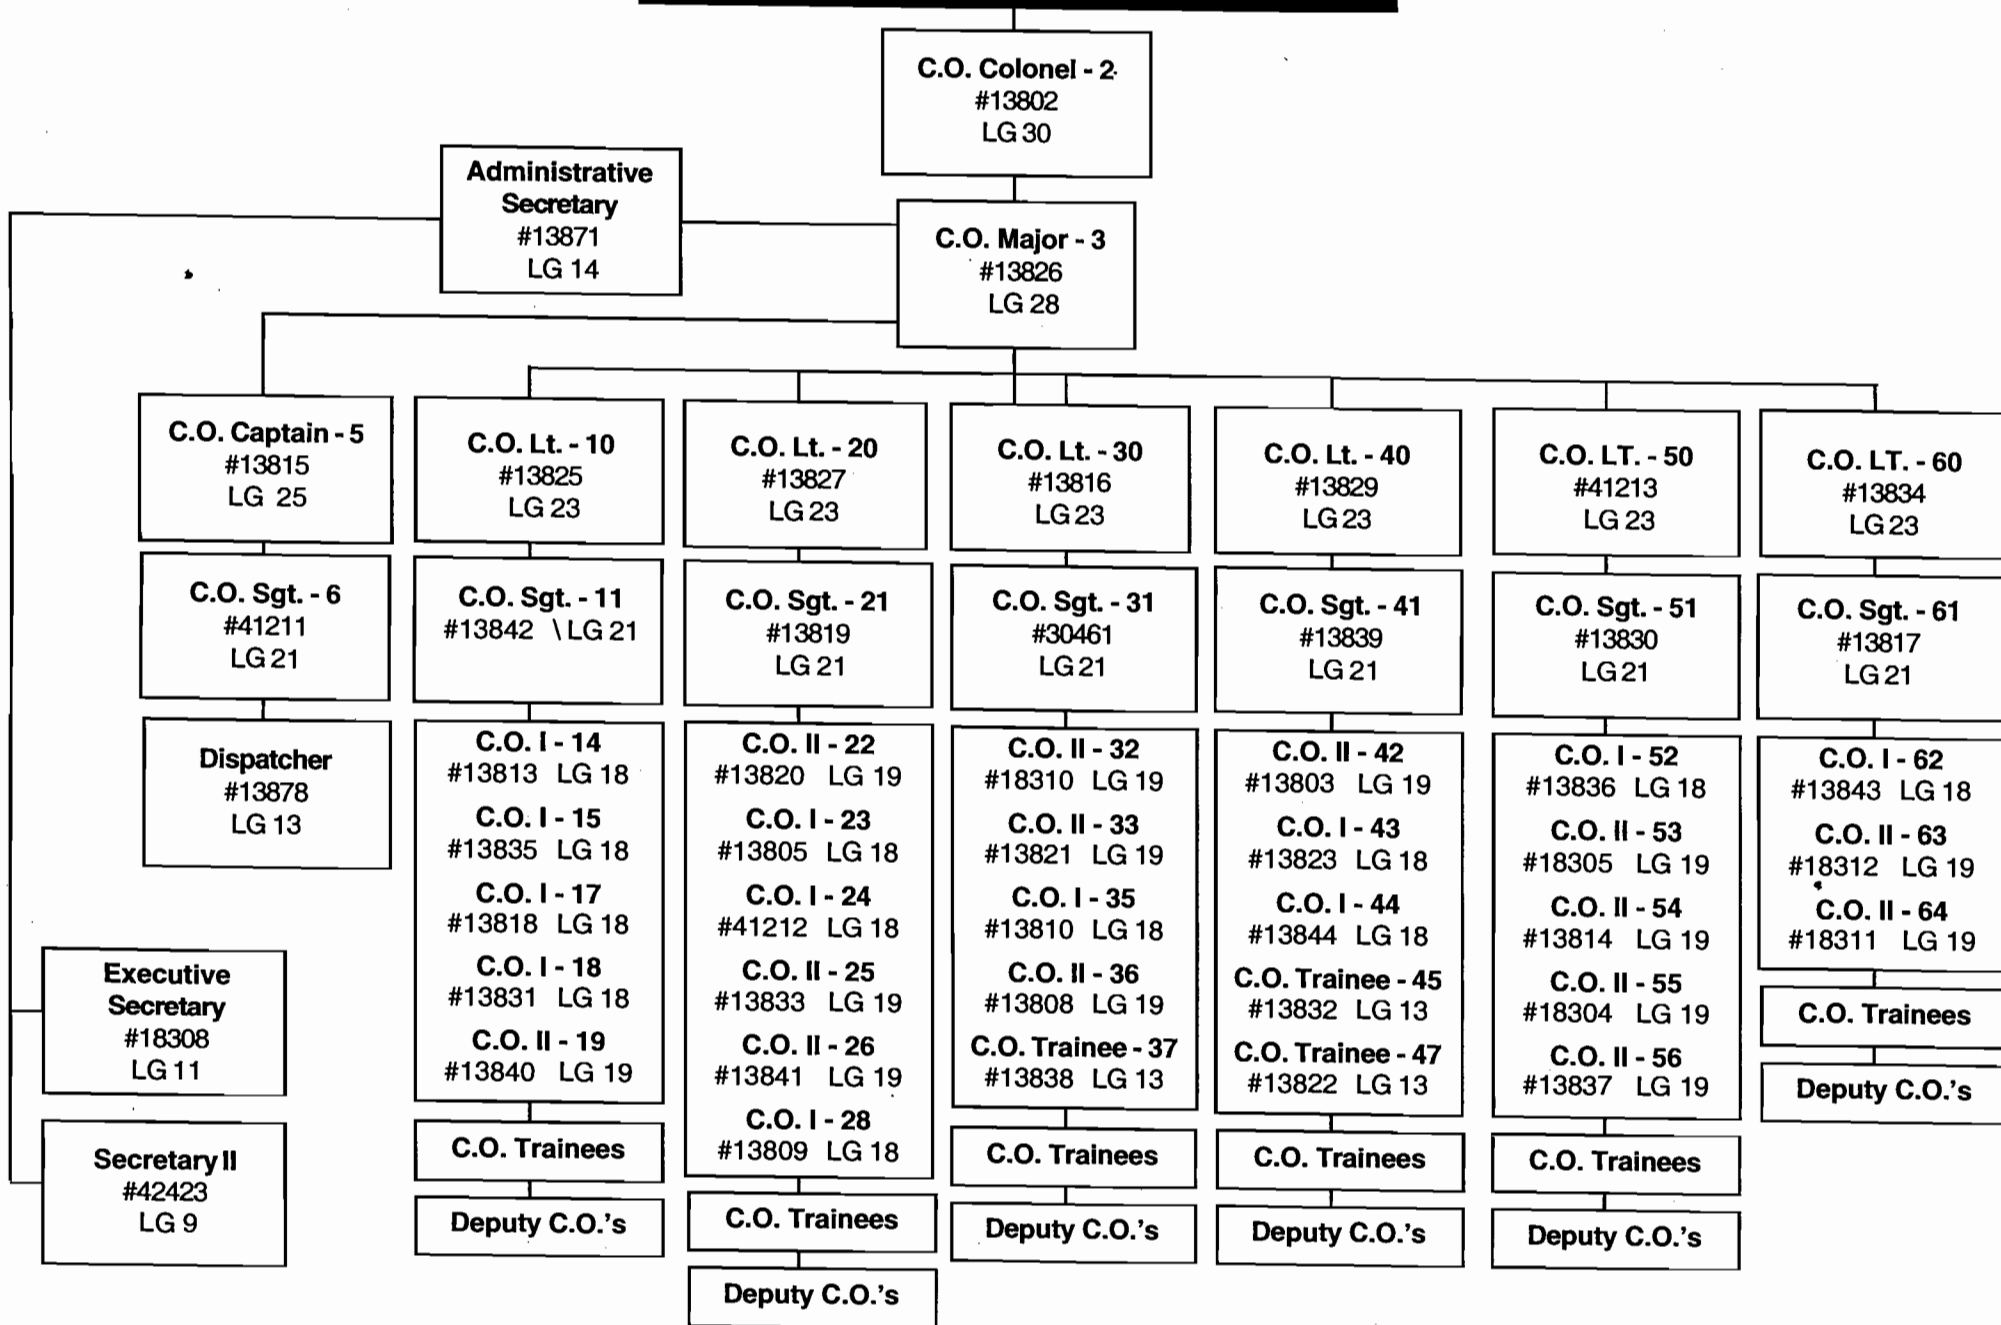 C.O. Colonel - 2
#13802
LG 30
Administrative
Secretary
#13871
LG 14
C.O. Major - 3
#13826
LG 28
C.O. Captain - 5
#13815
LG 25
C.O. Sgt. - 6
#41211
LG 21
Dispatcher
#13878
LG 13
Executive
Secretary
#18308
LG 11
Secretary II
#42423
LG 9
C.O. Lt. - 10
#13825
LG 23
C.O. Sgt. - 11
#13842 \ LG 21
C.O. I - 14
#13813 LG 18
C.O. I - 15
#13835 LG 18
C.O. I - 17
#13818 LG 18
C.O. I - 18
#13831 LG 18
C.O. II - 19
#13840 LG 19
C.O. Trainees
Deputy C.O.'s
C.O. Lt. - 20
#13827
LG 23
C.O. Sgt. - 21
#13819
LG 21
C.O. II - 22
#13820 LG 19
C.O. I - 23
#13805 LG 18
C.O. I - 24
#41212 LG 18
C.O. II - 25
#13833 LG 19
C.O. II - 26
#13841 LG 19
C.O. I - 28
#13809 LG 18
C.O. Trainees
Deputy C.O.'s
C.O. Lt. - 30
#13816
LG 23
C.O. Sgt. - 31
#30461
LG 21
C.O. II - 32
#18310 LG 19
C.O. II - 33
#13821 LG 19
C.O. I - 35
#13810 LG 18
C.O. II - 36
#13808 LG 19
C.O. Trainee - 37
#13838 LG 13
C.O. Trainees
Deputy C.O.'s
C.O. Lt. - 40
#13829
LG 23
C.O. Sgt. - 41
#13839
LG 21
C.O. II - 42
#13803 LG 19
C.O. I - 43
#13823 LG 18
C.O. I - 44
#13844 LG 18
C.O. Trainee - 45
#13832 LG 13
C.O. Trainee - 47
#13822 LG 13
C.O. Trainees
Deputy C.O.'s
C.O. LT. - 50
#41213
LG 23
C.O. Sgt. - 51
#13830
LG 21
C.O. I - 52
#13836 LG 18
C.O. II - 53
#18305 LG 19
C.O. II - 54
#13814 LG 19
C.O. II - 55
#18304 LG 19
C.O. II - 56
#13837 LG 19
C.O. Trainees
Deputy C.O.'s
C.O. LT. - 60
#13834
LG 23
C.O. Sgt. - 61
#13817
LG 21
C.O. I - 62
#13843 LG 18
C.O. II - 63
#18312 LG 19
C.O. II - 64
#18311 LG 19
C.O. Trainees
Deputy C.O.'s